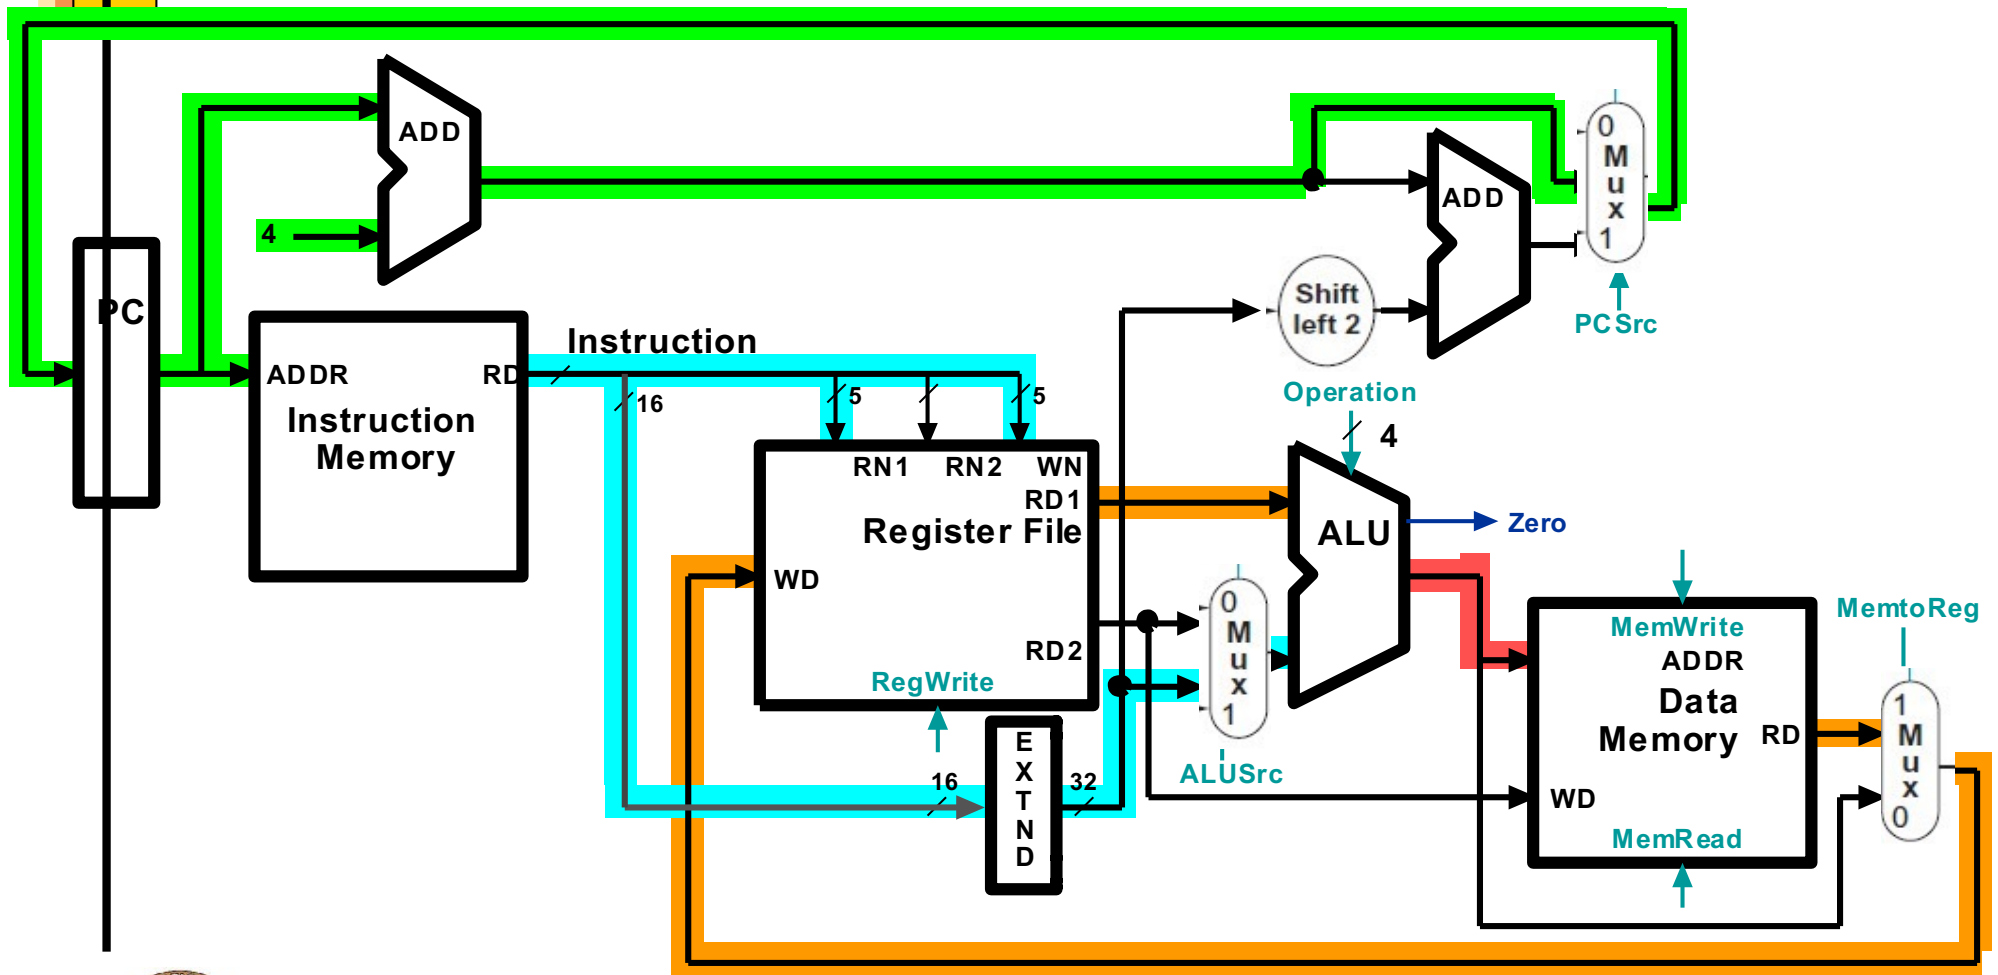 ADD
4
PC
ADDR
RD
Instruction
Memory
Instruction
16
5
5
RN1
RN2
WN
RD1
Register File
WD
RD2
RegWrite
16
E
X
T
N
D
32
ADD
Shift
left 2
0
M
u
x
1
PCSrc
Operation
4
ALU
Zero
0
M
u
x
1
ALUSrc
MemWrite
ADDR
Data
Memory
RD
WD
MemRead
MemtoReg
1
M
u
x
0